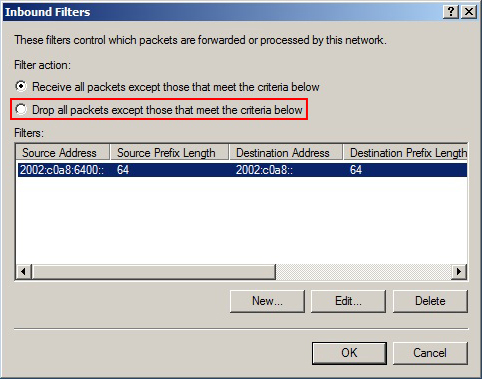 Inbound Filters
These filters control which packets are forwarded or processed by this network.
Filter action:
Receive all packets except those that meet the criteria below
Drop all packets except those that meet the criteria below
Filters:
Source Address Source Prefix Length Destination Address Destination Prefix Length
2002:c0a8:6400:: 64 2002:c0a8:: 64
New... Edit... Delete
OK Cancel